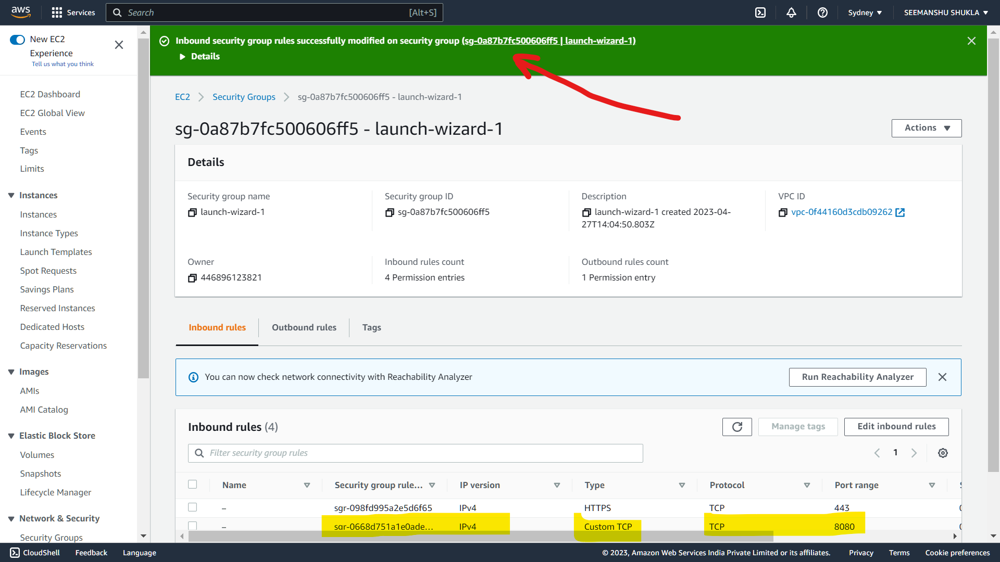 aws
Services
Search
[Alt+S]
Sydney
SEEMANSHU SHUKLA
New EC2
Experience
Tell us what you think
EC2 Dashboard
EC2 Global View
Events
Tags
Limits
Instances
Instances
Instance Types
Launch Templates
Spot Requests
Savings Plans
Reserved Instances
Dedicated Hosts
Capacity Reservations
Images
AMIs
AMI Catalog
Elastic Block Store
Volumes
Snapshots
Lifecycle Manager
Network & Security
Security Groups
Inbound security group rules successfully modified on security group (sg-0a87b7fc500606ff5 | launch-wizard-1)
Details
EC2
Security Groups
sg-0a87b7fc500606ff5 - launch-wizard-1
sg-0a87b7fc500606ff5 - launch-wizard-1
Actions
Details
Security group name
launch-wizard-1
Security group ID
sg-0a87b7fc500606ff5
Description
launch-wizard-1 created 2023-04-
27T14:04:50.803Z
VPC ID
vpc-0f44160d3cdb09262
Owner
446896123821
Inbound rules count
4 Permission entries
Outbound rules count
1 Permission entry
Inbound rules
Outbound rules
Tags
You can now check network connectivity with Reachability Analyzer
Run Reachability Analyzer
Inbound rules (4)
Manage tags
Edit inbound rules
Filter security group rules
1
Name
Security group rule...
IP version
Type
Protocol
Port range
– sgr-098fd995a2e5d6f65 IPv4 HTTPS TCP 443
– sgr-0668d751a1e0ade... IPv4 Custom TCP TCP 8080
CloudShell
Feedback
Language
© 2023, Amazon Web Services India Private Limited or its affiliates.
Privacy
Terms
Cookie preferences